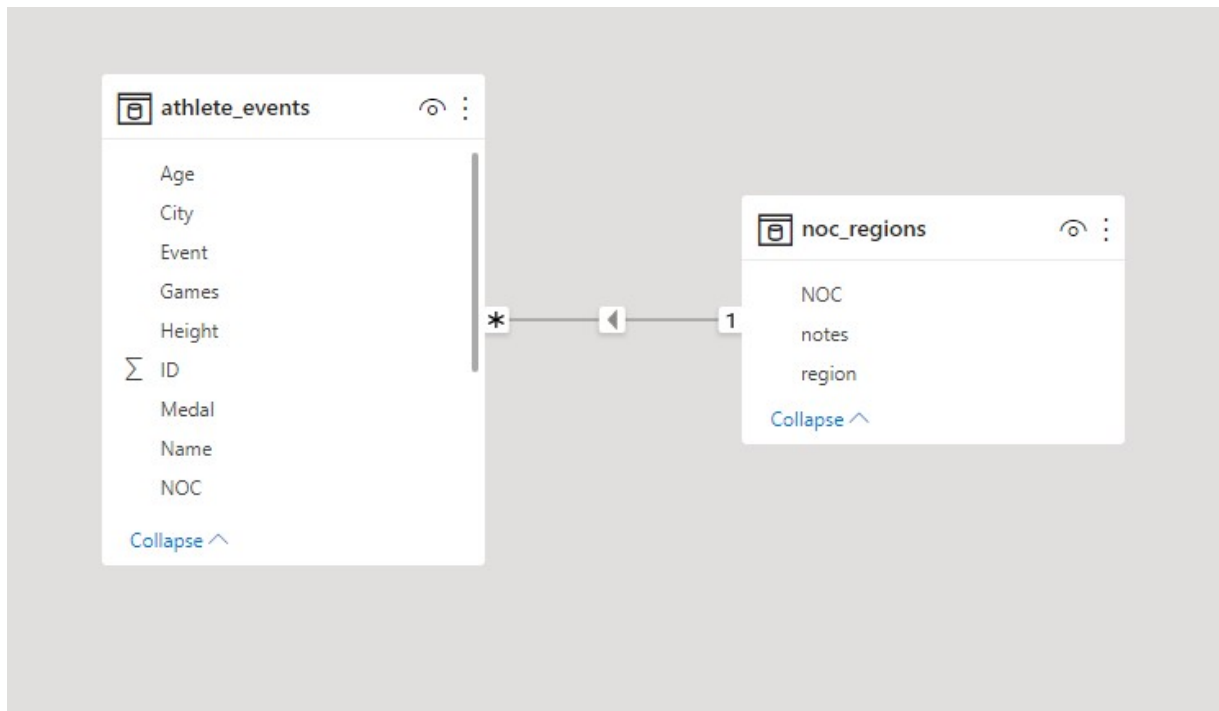 athlete_events
Age
City
Event
Games
Height
Σ ID
Medal
Name
NOC
Collapse
* 1
noc_regions
NOC
notes
region
Collapse